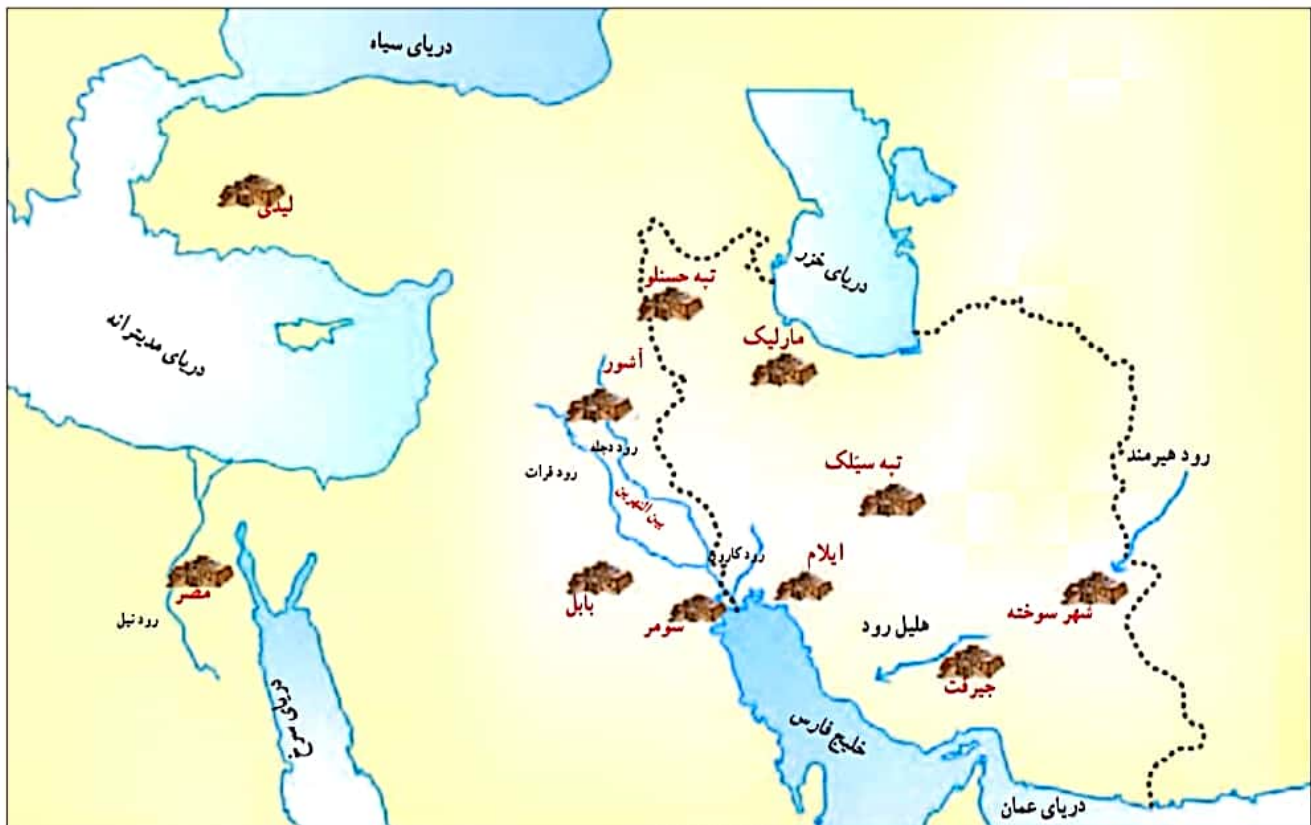 دریای سیاه
لیدی
دریای خزر
تپه حسنلو
مارلیک
دریای مدیترانه
آشور
رود دجله
رود فرات
بین النهرین
تپه سیَلک
رود هیرمند
رود کارون
ایلام
مصر
بابل
سومر
شهر سوخته
رود نیل
هلیل رود
جیرفت
دریای سرخ
خلیج فارس
دریای عمان